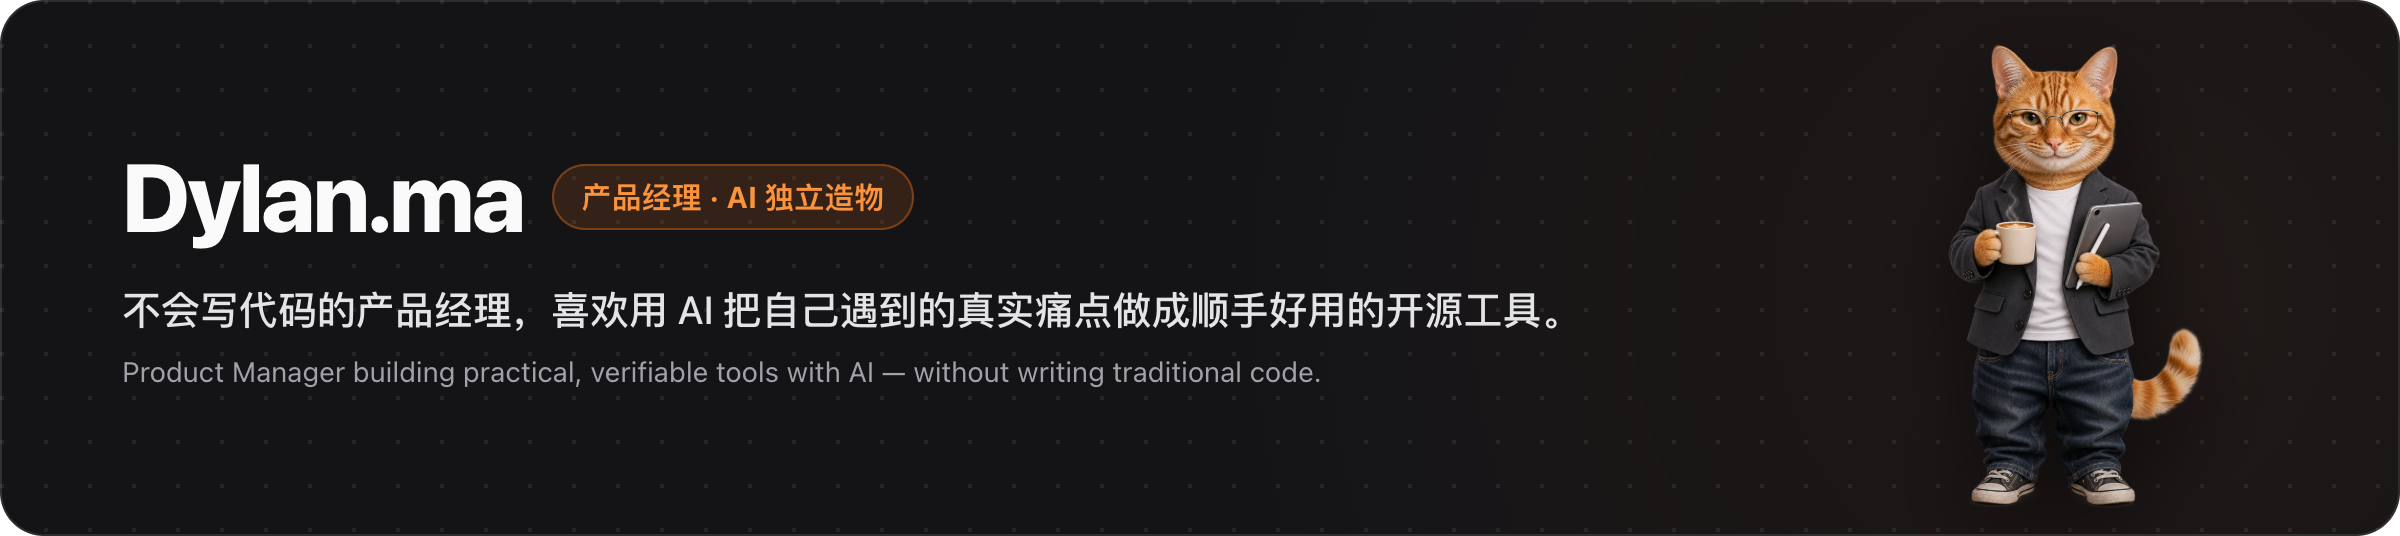 Dylan.ma
产品经理 · AI 独立造物
不会写代码的产品经理，喜欢用 AI 把自己遇到的真实痛点做成顺手好用的开源工具。
Product Manager building practical, verifiable tools with AI — without writing traditional code.